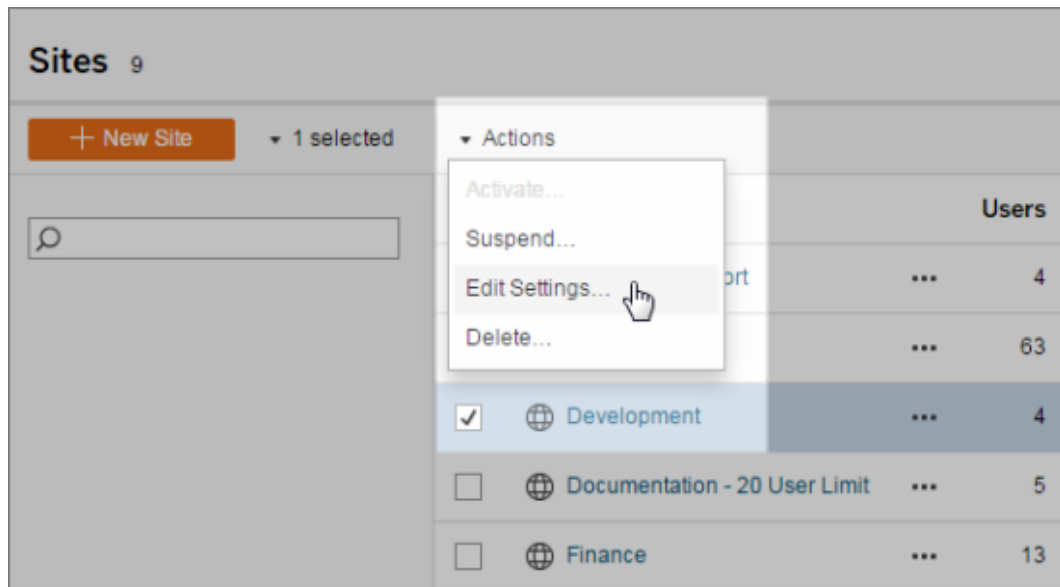 Sites 9
+ New Site 1 selected Actions
Activate...
Users
Suspend...
Edit Settings... ort ••• 4
Delete... ••• 63
Development ••• 4
Documentation - 20 User Limit ••• 5
Finance ••• 13